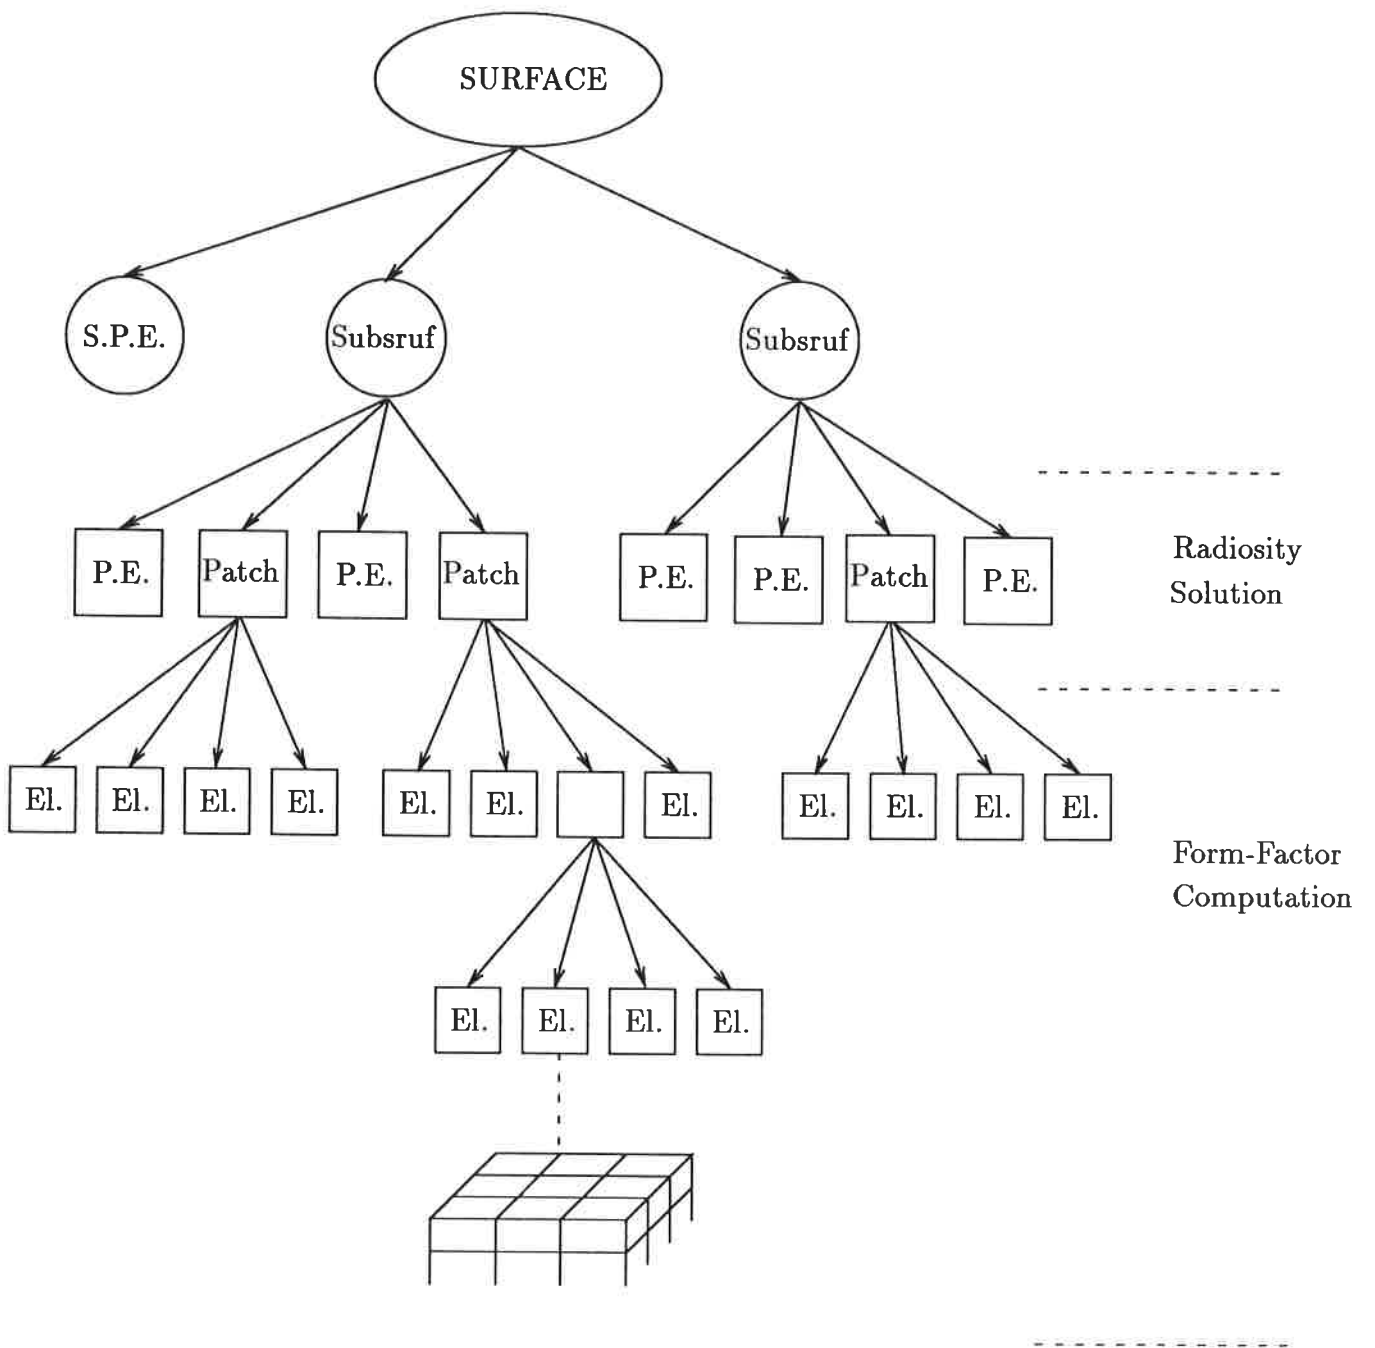 SURFACE
S.P.E.
Subsruf
Subsruf
P.E.
Patch
P.E.
Patch
P.E.
P.E.
Patch
P.E.
Radiosity
Solution
El.
El.
El.
El.
El.
El.
El.
El.
El.
El.
El.
Form-Factor
Computation
El.
El.
El.
El.